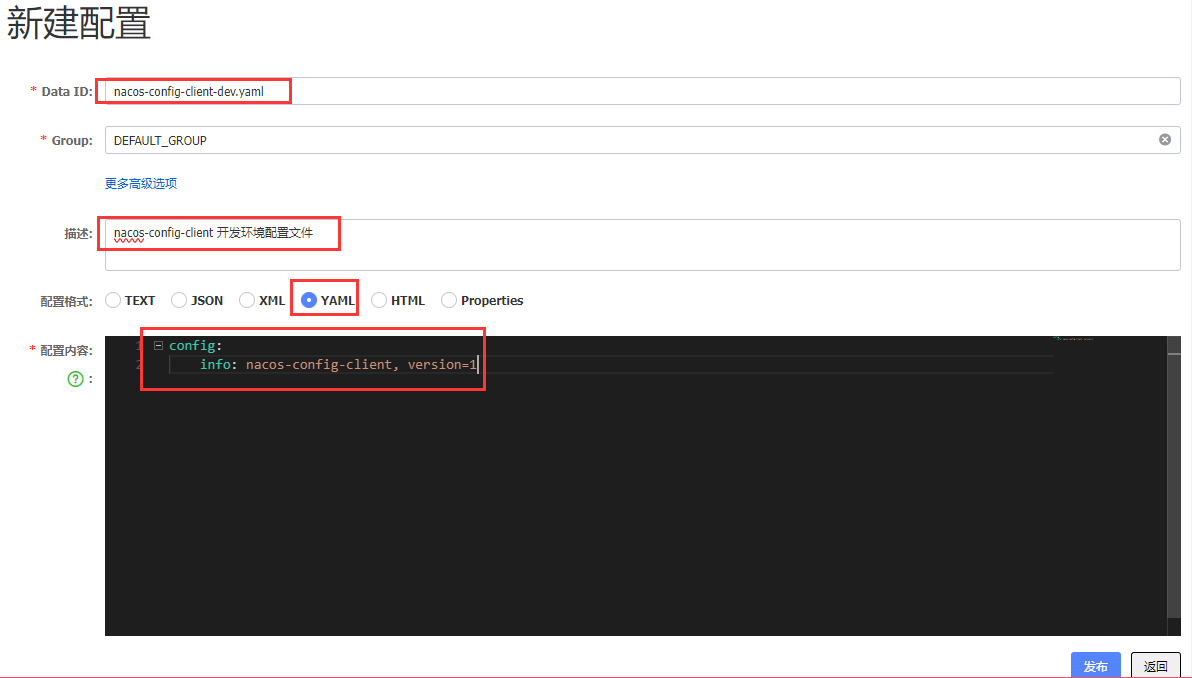 新建配置
* Data ID: nacos-config-client-dev.yaml
* Group: DEFAULT_GROUP
更多高级选项
描述: nacos-config-client 开发环境配置文件
配置格式: TEXT JSON XML YAML HTML Properties
* 配置内容:
? :
1 config:
2 info: nacos-config-client, version=1
发布 返回